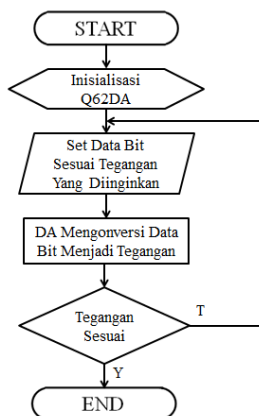 START
Inisialisasi
Q62DA
Set Data Bit
Sesuai Tegangan
Yang Diinginkan
DA Mengonversi Data
Bit Menjadi Tegangan
Tegangan
Sesuai
T
Y
END